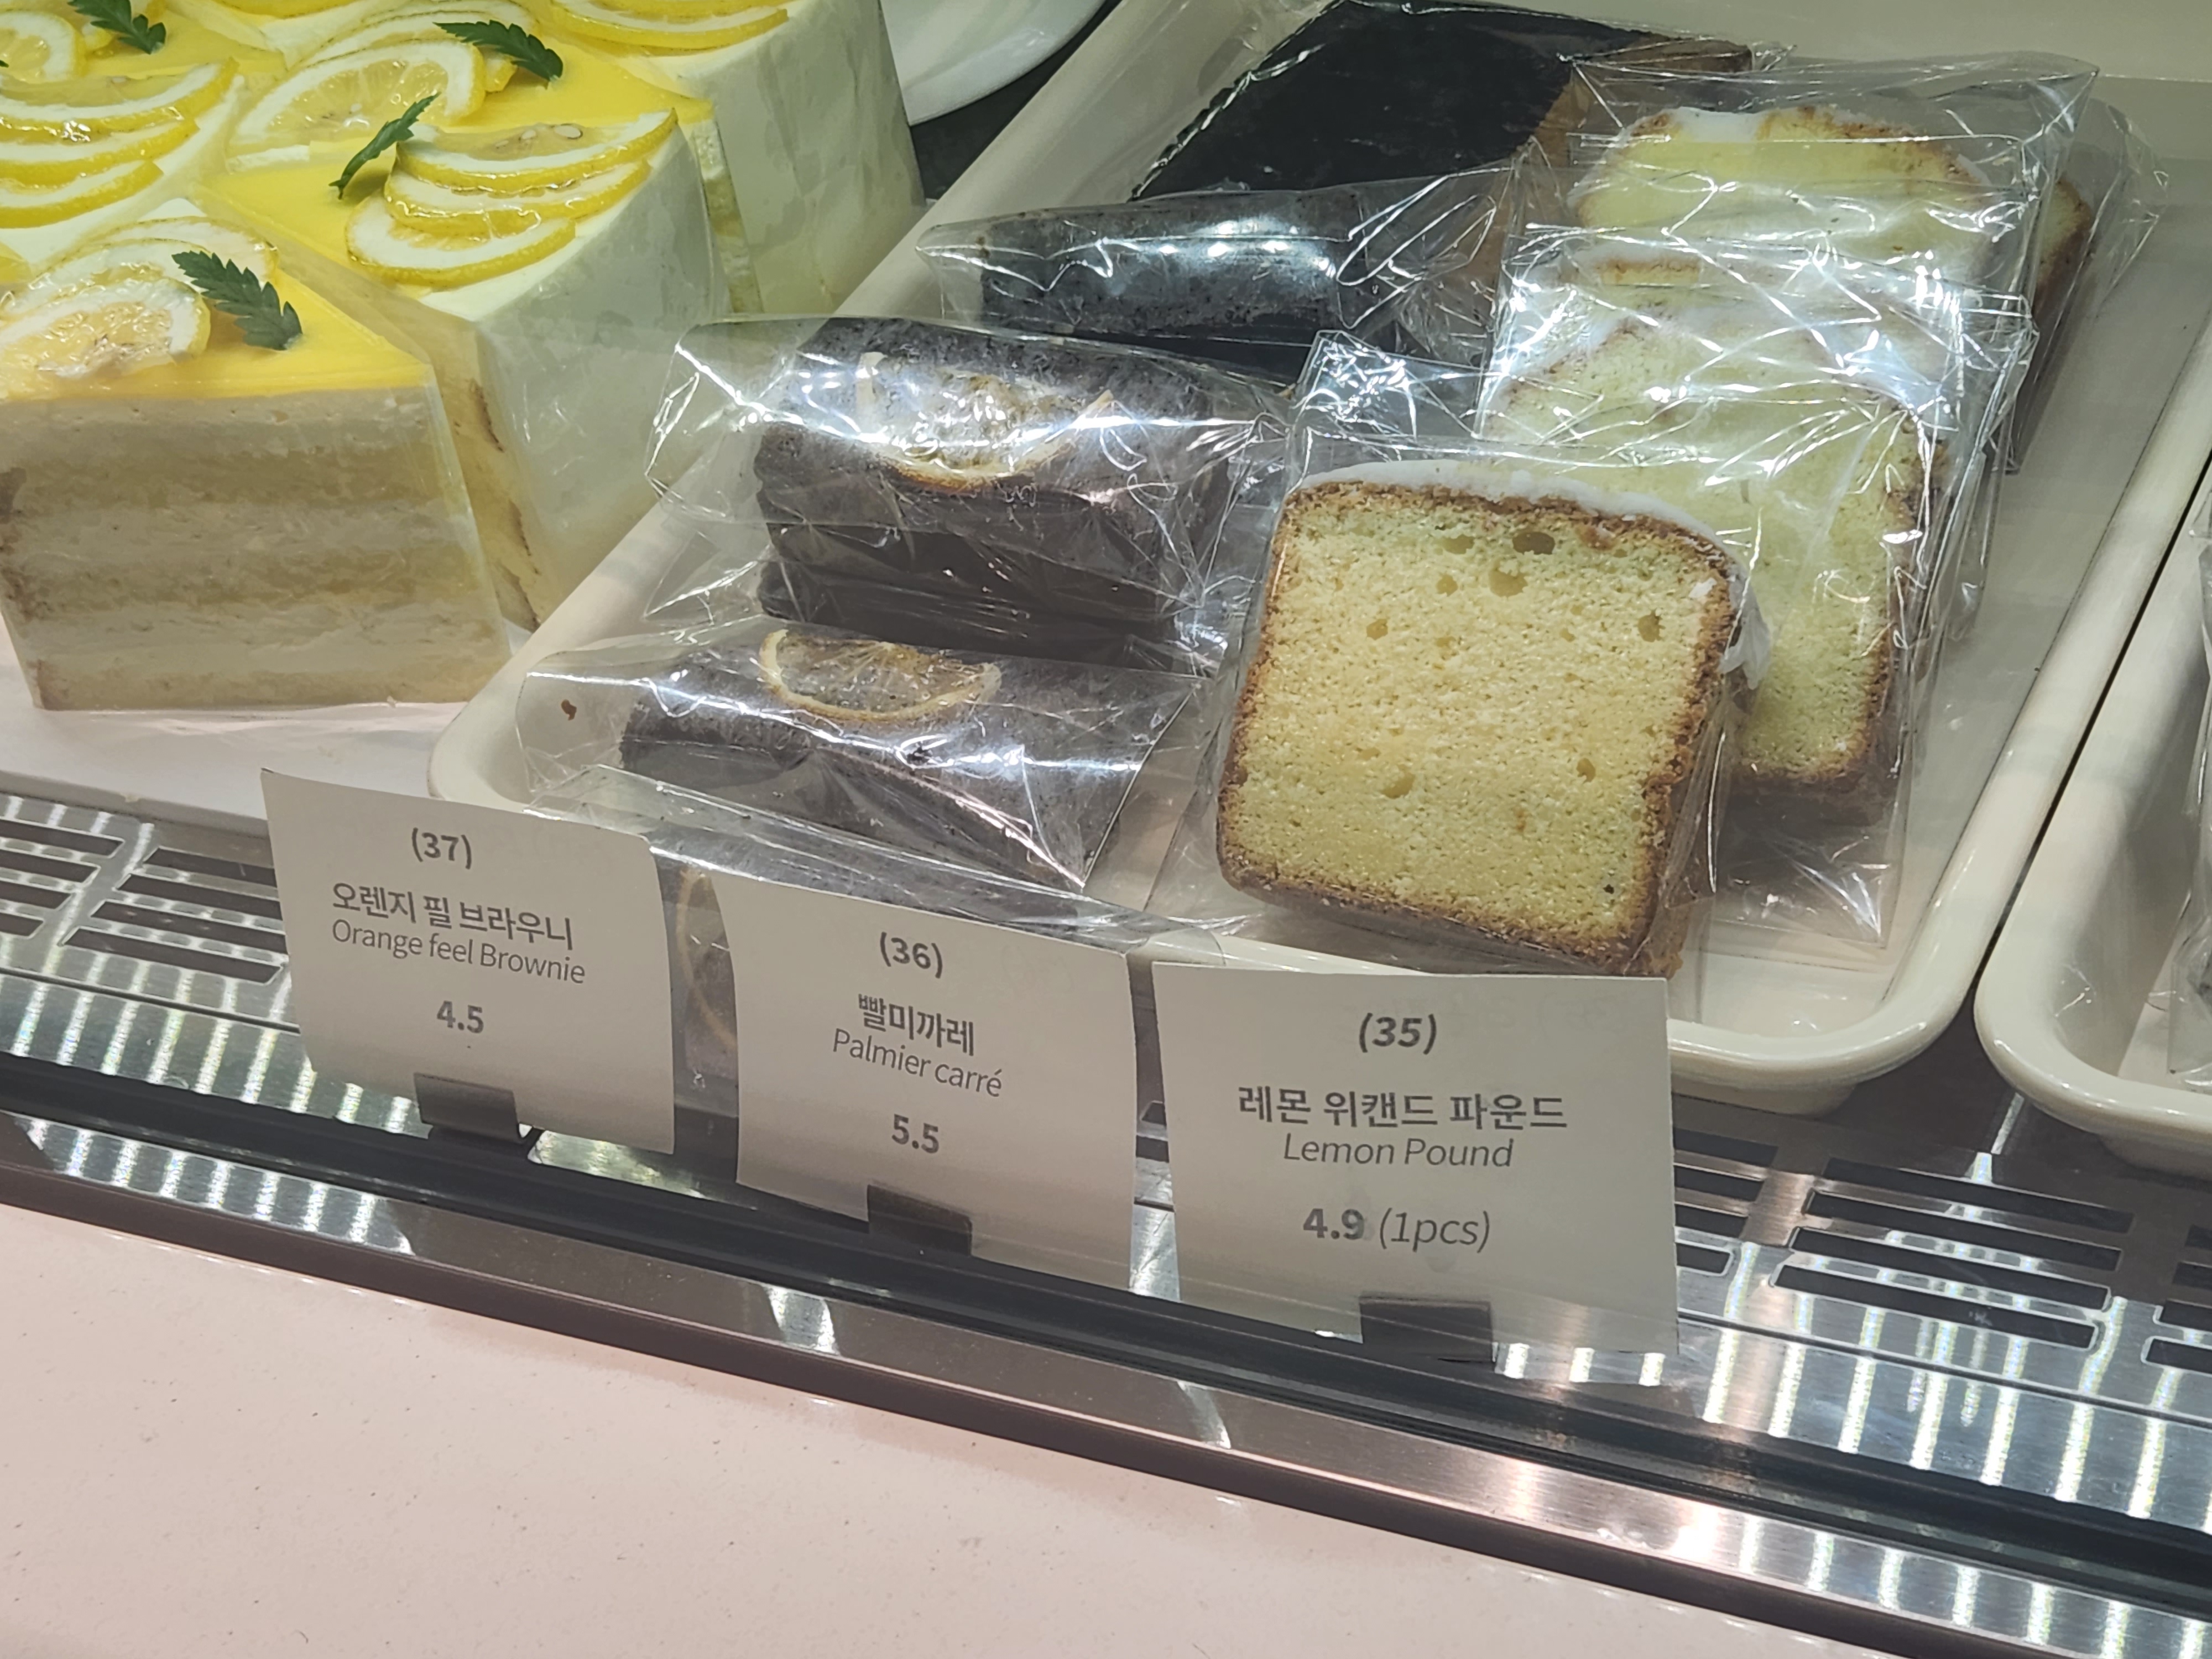 (37)
오렌지 필 브라우니
Orange feel Brownie
4.5
(36)
빨미까레
Palmier carré
5.5
(35)
레몬 위캔드 파운드
Lemon Pound
4.9 (1pcs)